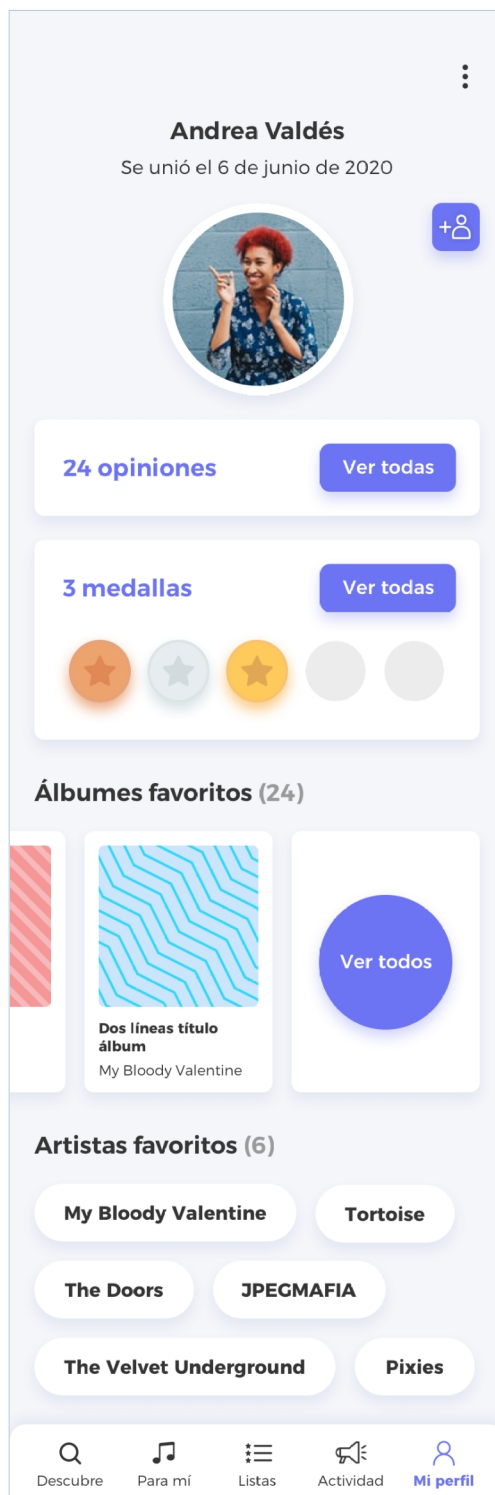 Andrea Valdés
Se unió el 6 de junio de 2020
24 opiniones
Ver todas
3 medallas
Ver todas
Álbumes favoritos (24)
Dos líneas título
álbum
My Bloody Valentine
Ver todos
Artistas favoritos (6)
My Bloody Valentine
Tortoise
The Doors
JPEGMAFIA
The Velvet Underground
Pixies
Descubre
Para mí
Listas
Actividad
Mi perfil